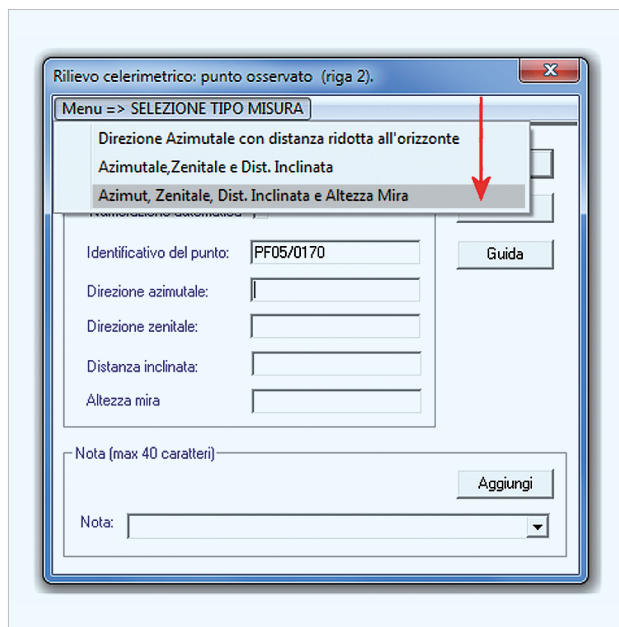 Rilievo celerimetrico: punto osservato (riga 2).
Menu => SELEZIONE TIPO MISURA
Direzione Azimutale con distanza ridotta all'orizzonte
Azimutale,Zenitale e Dist. Inclinata
Azimut, Zenitale, Dist. Inclinata e Altezza Mira
Numerazione automatica
Identificativo del punto: PF05/0170
Guida
Direzione azimutale:
Direzione zenitale:
Distanza inclinata:
Altezza mira
Nota (max 40 caratteri)
Aggiungi
Nota: